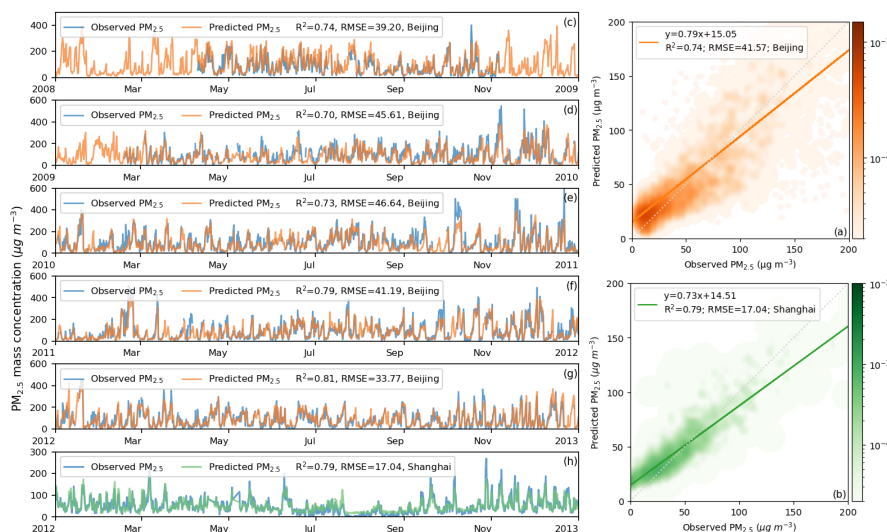 Observed PM2.5 Predicted PM2.5 R²=0.74, RMSE=39.20, Beijing (c)
400
200
0
2008 Mar May Jul Sep Nov 2009
600
Observed PM2.5 Predicted PM2.5 R²=0.70, RMSE=45.61, Beijing (d)
400
200
0
2009 Mar May Jul Sep Nov 2010
600
Observed PM2.5 Predicted PM2.5 R²=0.73, RMSE=46.64, Beijing (e)
400
200
0
2010 Mar May Jul Sep Nov 2011
600
Observed PM2.5 Predicted PM2.5 R²=0.79, RMSE=41.19, Beijing (f)
400
200
0
2011 Mar May Jul Sep Nov 2012
600
Observed PM2.5 Predicted PM2.5 R²=0.81, RMSE=33.77, Beijing (g)
400
200
0
2012 Mar May Jul Sep Nov 2013
300
Observed PM2.5 Predicted PM2.5 R²=0.79, RMSE=17.04, Shanghai (h)
200
100
0
2012 Mar May Jul Sep Nov 2013
PM2.5 mass concentration (μg m⁻³)
200
y=0.79x+15.05
R²=0.74; RMSE=41.57; Beijing
150
100
50
0
(a)
0 50 100 150 200
Observed PM2.5 (μg m⁻³)
Predicted PM2.5 (μg m⁻³)
200
y=0.73x+14.51
R²=0.79; RMSE=17.04; Shanghai
150
100
50
0
(b)
0 50 100 150 200
Observed PM2.5 (μg m⁻³)
Predicted PM2.5 (μg m⁻³)